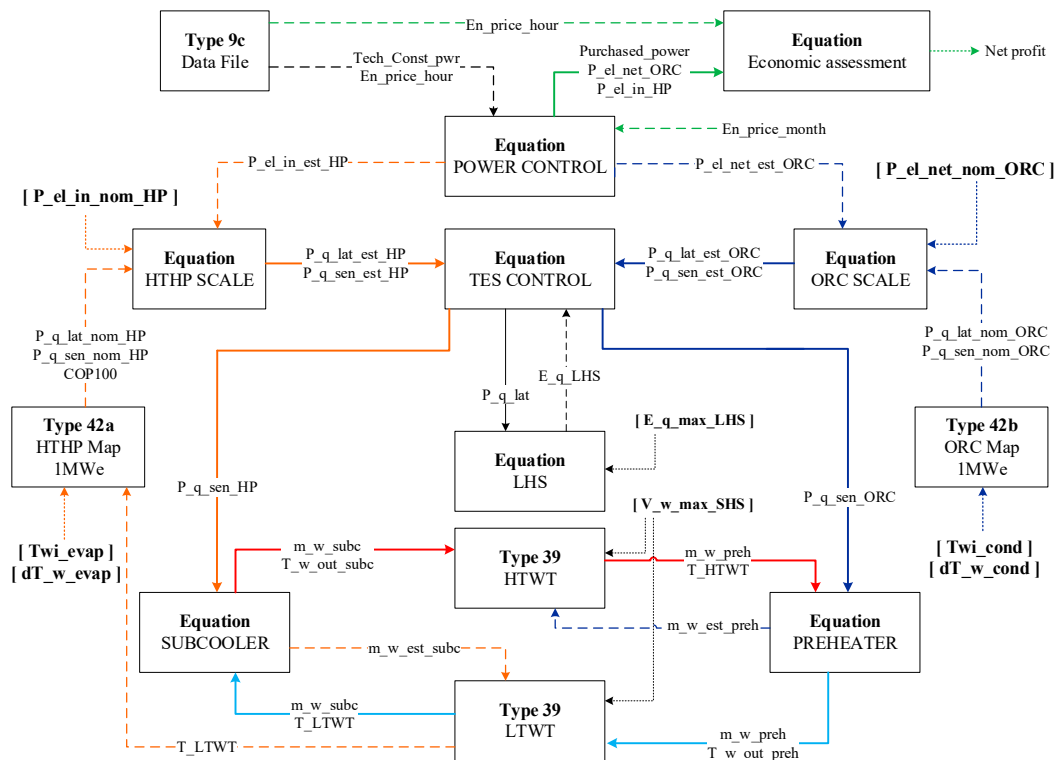 En_price_hour
Type 9c
Data File
Equation
Economic assessment
Net profit
Purchased_power
P_el_net_ORC
P_el_in_HP
Tech_Const_pwr
En_price_hour
En_price_month
Equation
POWER CONTROL
P_el_in_est_HP
P_el_net_est_ORC
[ P_el_in_nom_HP ]
[ P_el_net_nom_ORC ]
Equation
HTHP SCALE
P_q_lat_est_HP
P_q_sen_est_HP
Equation
TES CONTROL
P_q_lat_est_ORC
P_q_sen_est_ORC
Equation
ORC SCALE
P_q_lat_nom_HP
P_q_sen_nom_HP
COP100
P_q_lat_nom_ORC
P_q_sen_nom_ORC
E_q_LHS
P_q_lat
Type 42a
HTHP Map
1MWe
[ E_q_max_LHS ]
Type 42b
ORC Map
1MWe
Equation
LHS
P_q_sen_HP
P_q_sen_ORC
[ V_w_max_SHS ]
[ Twi_evap ]
[ dT_w_evap ]
m_w_subc
T_w_out_subc
Type 39
HTWT
m_w_preh
T_HTWT
[ Twi_cond ]
[ dT_w_cond ]
Equation
SUBCOOLER
m_w_est_preh
Equation
PREHEATER
m_w_est_subc
m_w_subc
T_LTWT
Type 39
LTWT
m_w_preh
T_w_out_preh
T_LTWT